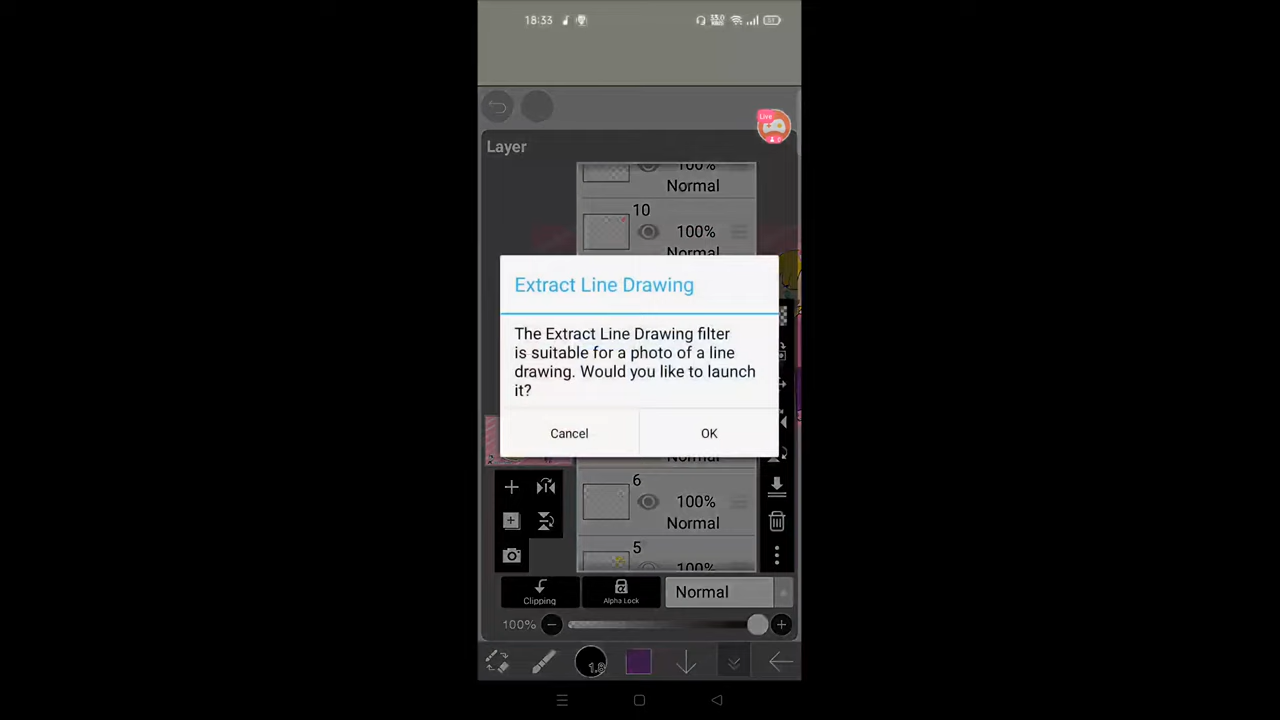 18:33
Live
Layer
100%
Normal
10
100%
Normal
Extract Line Drawing
The Extract Line Drawing filter
is suitable for a photo of a line
drawing. Would you like to launch
it?
Cancel
OK
6
100%
Normal
5
100%
Clipping
Alpha Lock
Normal
100%